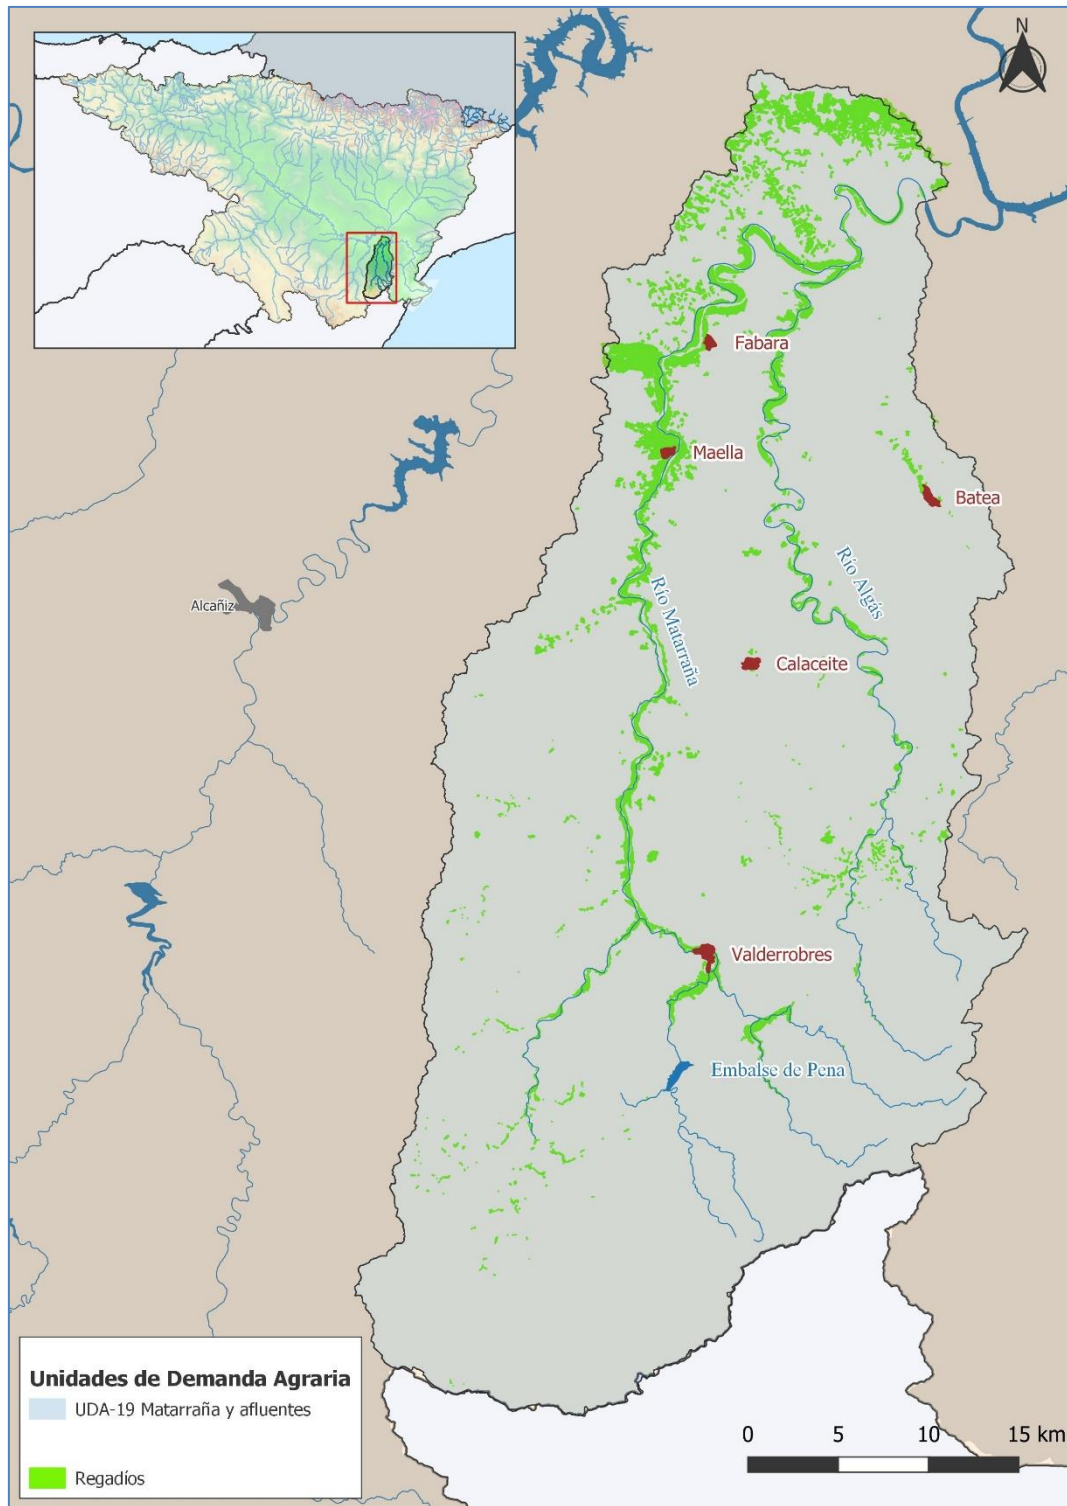 N
Fabara
Maella
Batea
Alcañiz
Río Matarraña
Río Algás
Calaceite
Valderrobres
Embalse de Pena
Unidades de Demanda Agraria
UDA-19 Matarraña y afluentes
Regadíos
0 5 10 15 km